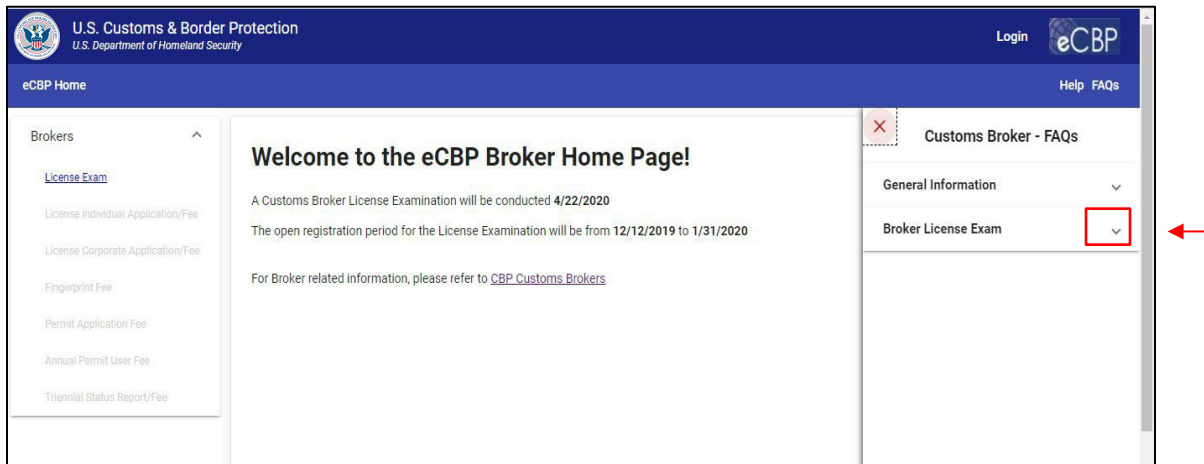 U.S. Customs & Border Protection
U.S. Department of Homeland Security
Login
eCBP
eCBP Home
Help FAQs
Brokers
License Exam
License Individual Application/Fee
License Corporate Application/Fee
Fingerprint Fee
Permit Application Fee
Annual Permit User Fee
Triennial Status Report/Fee
Welcome to the eCBP Broker Home Page!
A Customs Broker License Examination will be conducted 4/22/2020
The open registration period for the License Examination will be from 12/12/2019 to 1/31/2020
For Broker related information, please refer to CBP Customs Brokers
Customs Broker - FAQs
General Information
Broker License Exam